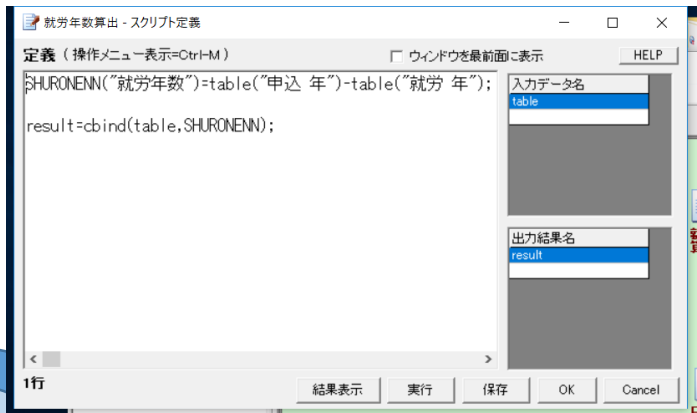 就労年数算出 - スクリプト定義
定義（操作メニュー表示=Ctrl-M）
ウィンドウを最前面に表示
HELP
SHURONENN("就労年数")=table("申込 年")-table("就労 年");
result=cbind(table,SHURONENN);
入力データ名
table
出力結果名
result
1行
結果表示
実行
保存
OK
Cancel